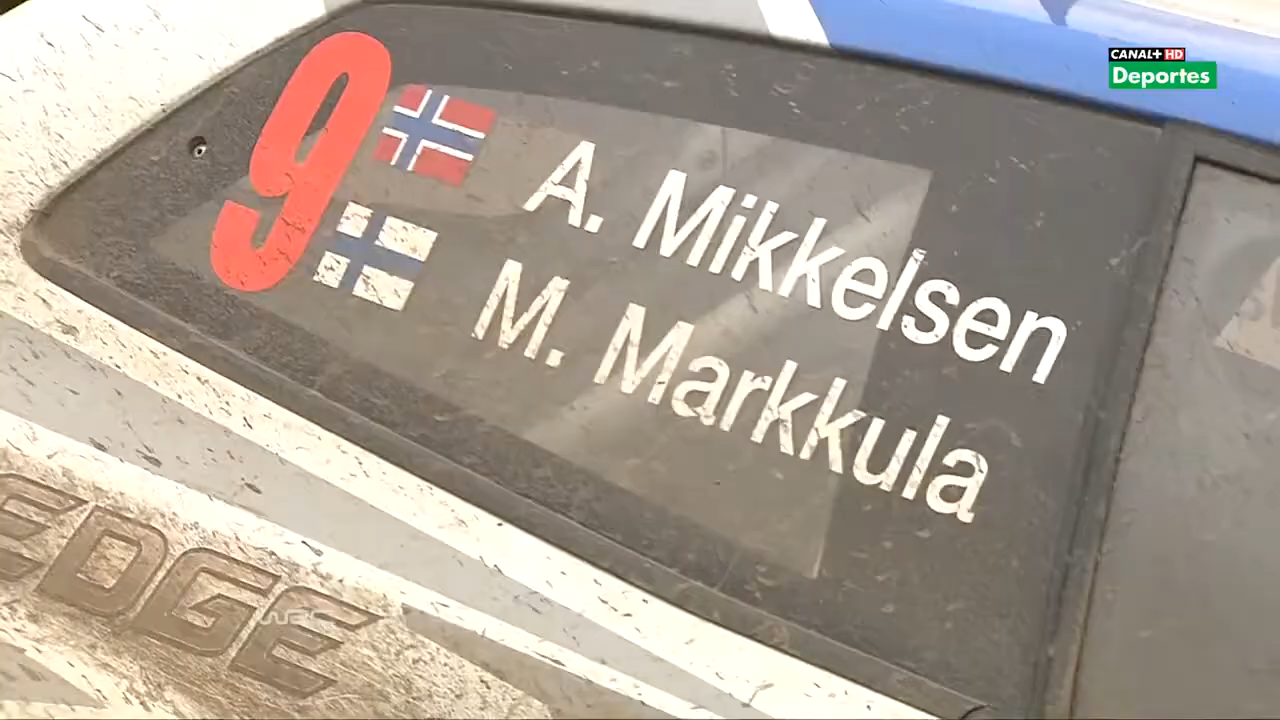 CANAL+ HD
Deportes
9
A. Mikkelsen
M. Markkula
EDGE
WRC